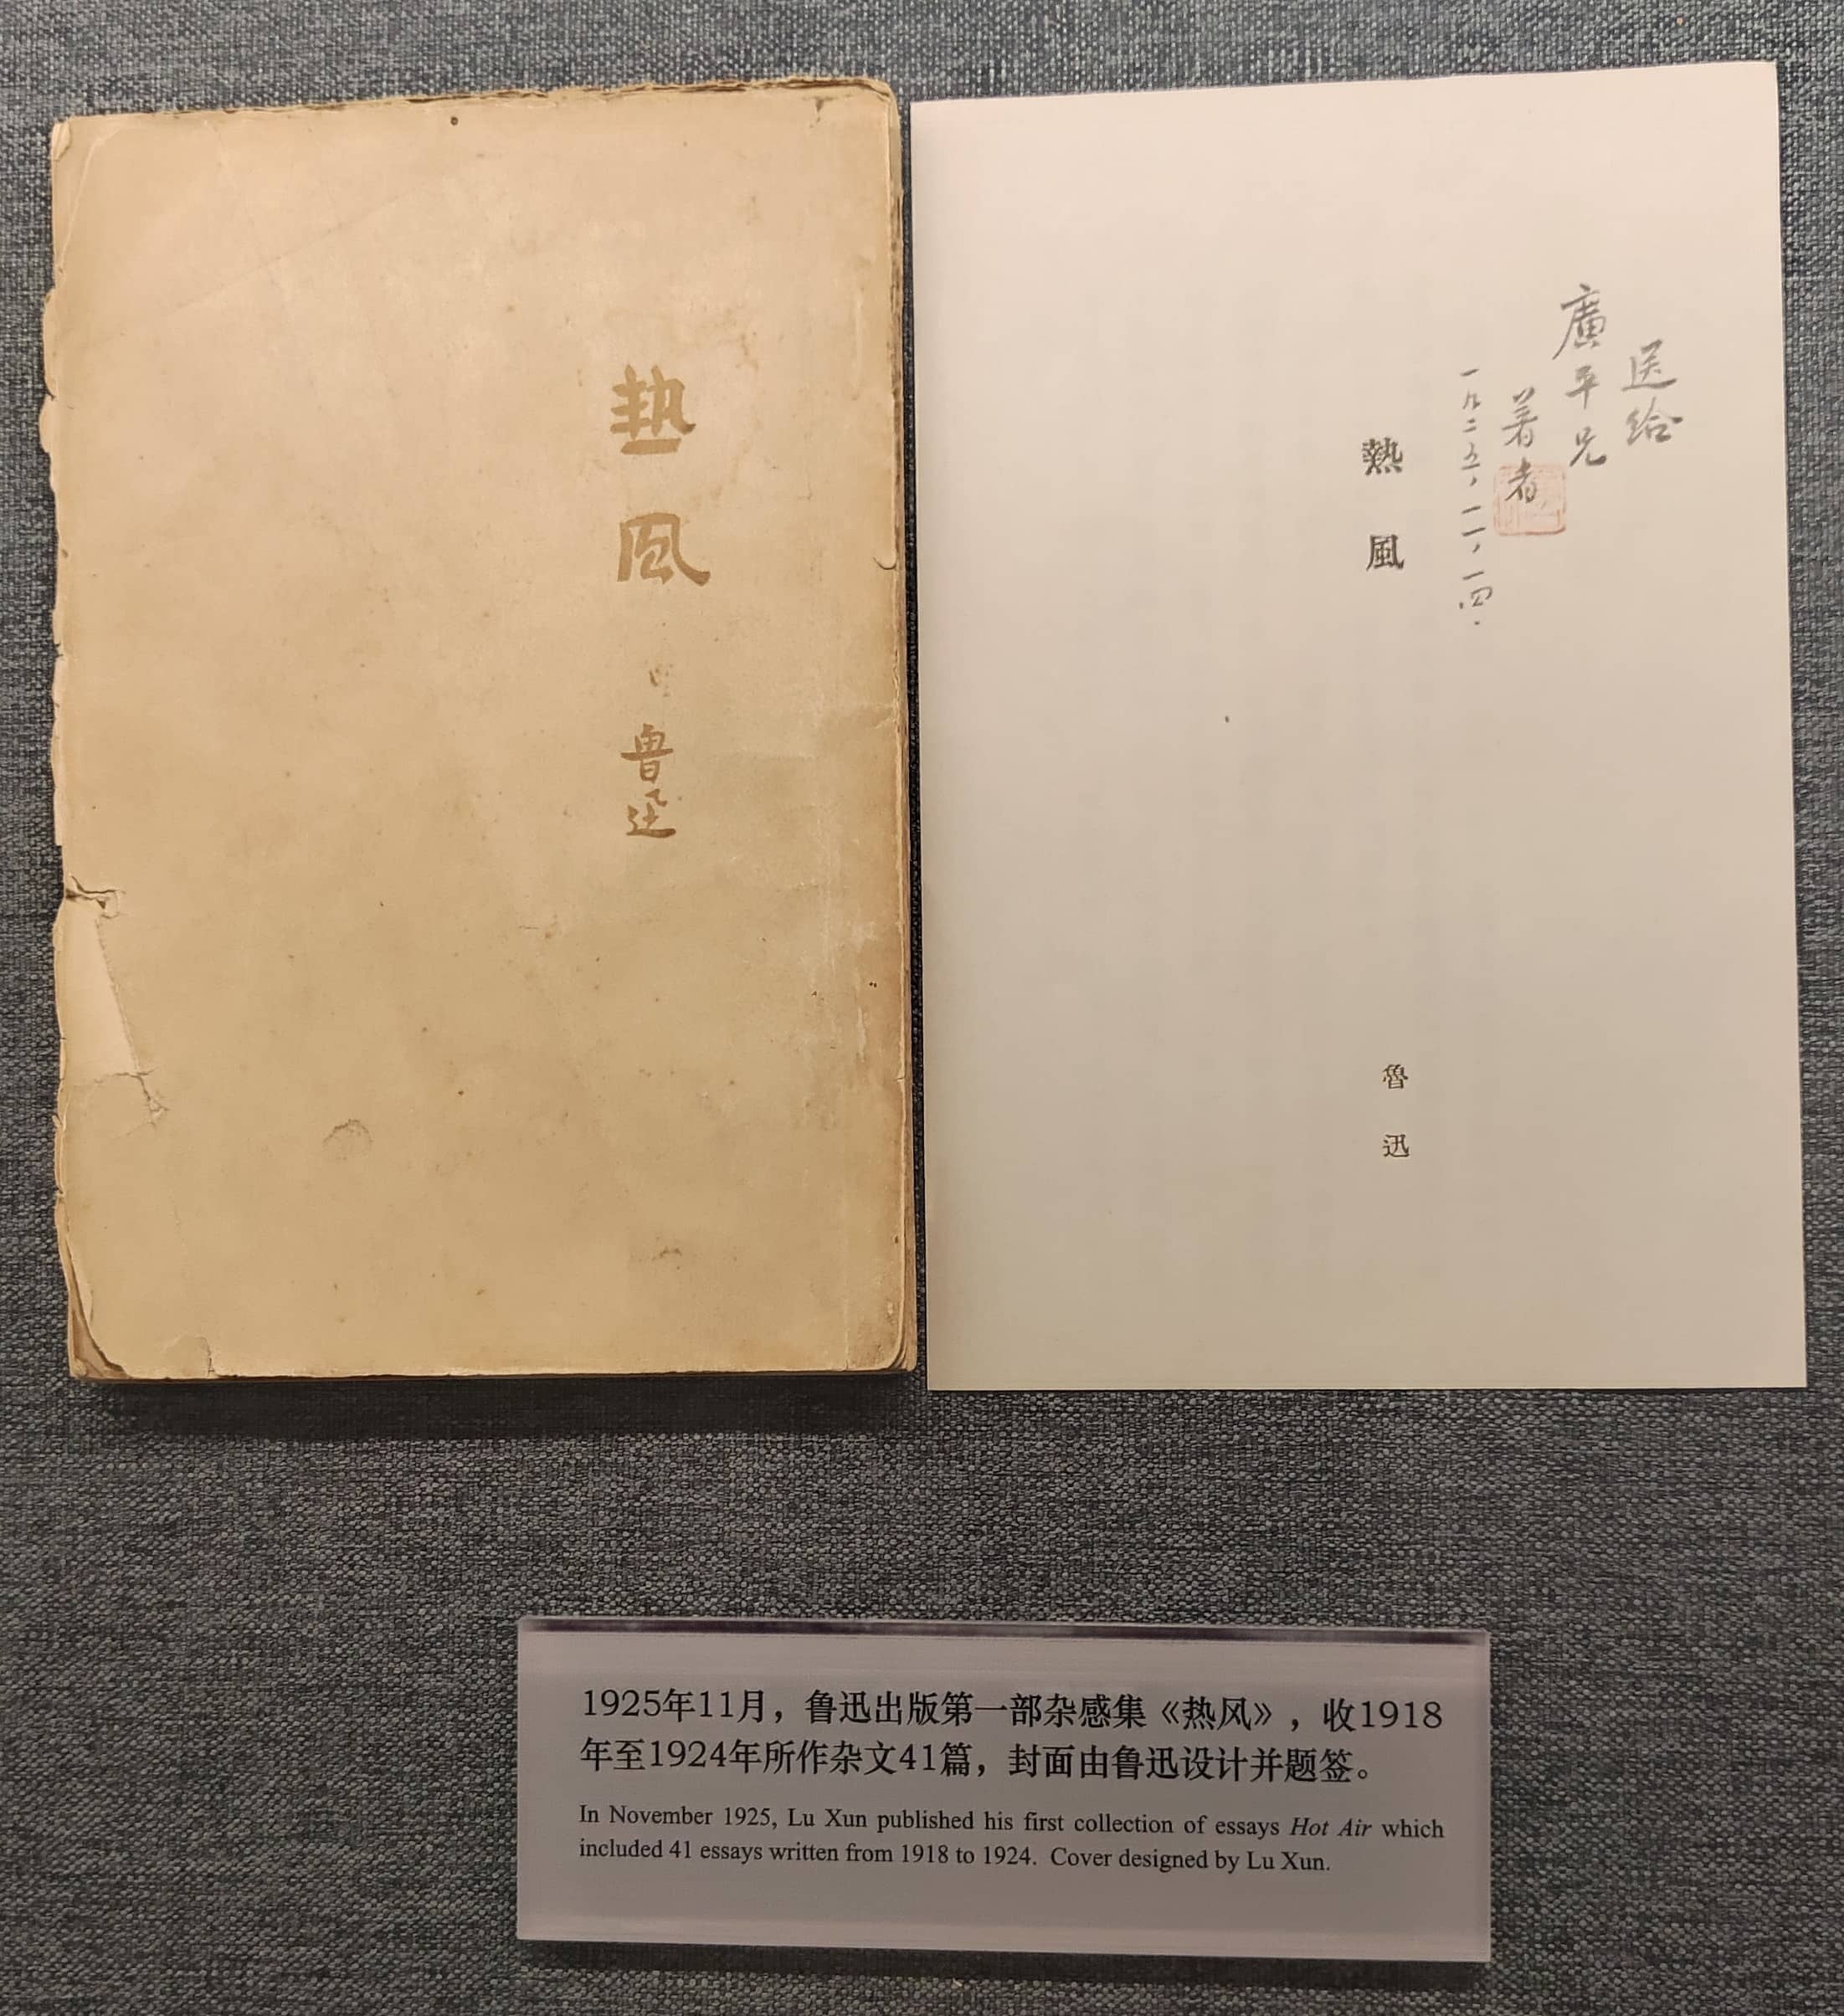 热风
鲁迅
送给
廣平兄
著者
一九二五,一一,一四.
熱風
魯迅
1925年11月，鲁迅出版第一部杂感集《热风》，收1918
年至1924年所作杂文41篇，封面由鲁迅设计并题签。
In November 1925, Lu Xun published his first collection of essays Hot Air which
included 41 essays written from 1918 to 1924. Cover designed by Lu Xun.